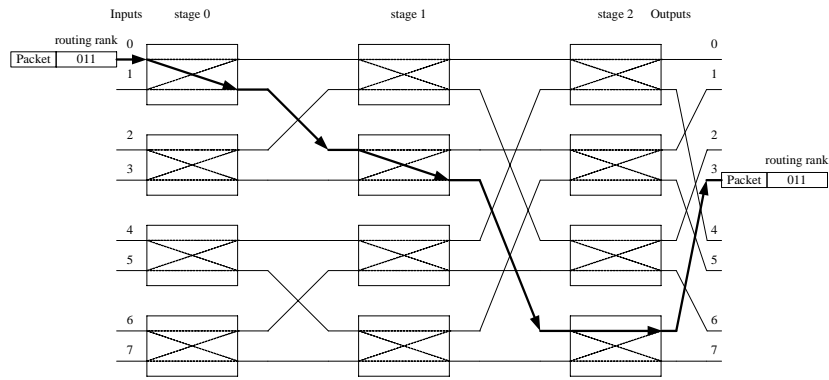 Inputs stage 0 stage 1 stage 2 Outputs
routing rank 0 0
Packet 011
1 1
2 2
routing rank
3 3
Packet 011
4 4
5 5
6 6
7 7